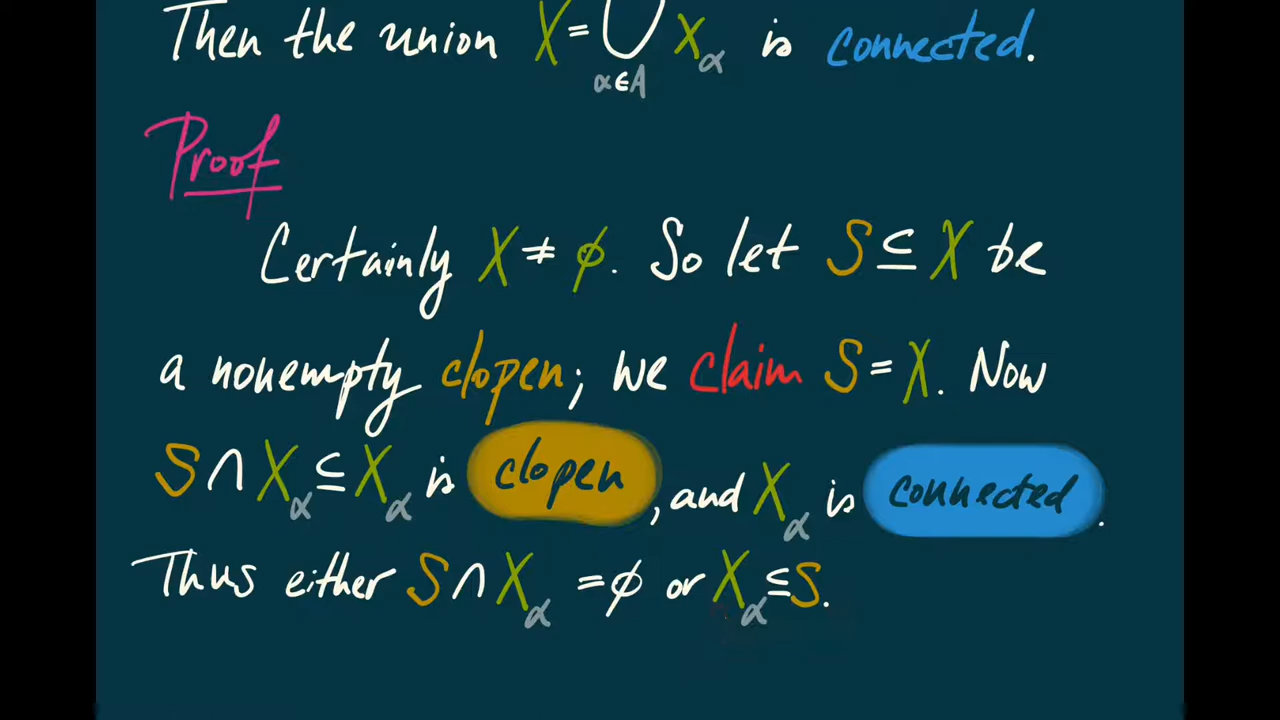 Then the union X = ⋃ X_α is connected.
α∈A
Proof
Certainly X ≠ ϕ. So let S ⊆ X be
a nonempty clopen; we claim S = X. Now
S ∩ X_α ⊆ X_α is clopen, and X_α is connected.
Thus either S ∩ X_α = ϕ or X_α ⊆ S.